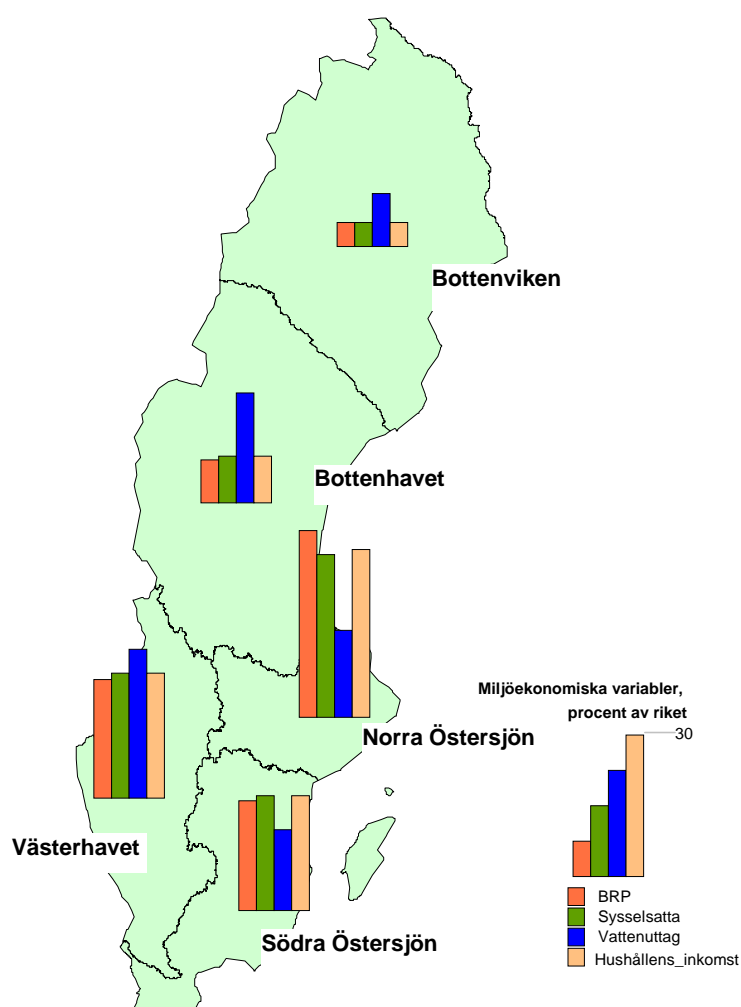 Bottenviken
Bottenhavet
Miljöekonomiska variabler,
procent av riket
30
Norra Östersjön
Västerhavet
BRP
Sysselsatta
Vattenuttag
Hushållens_inkomst
Södra Östersjön